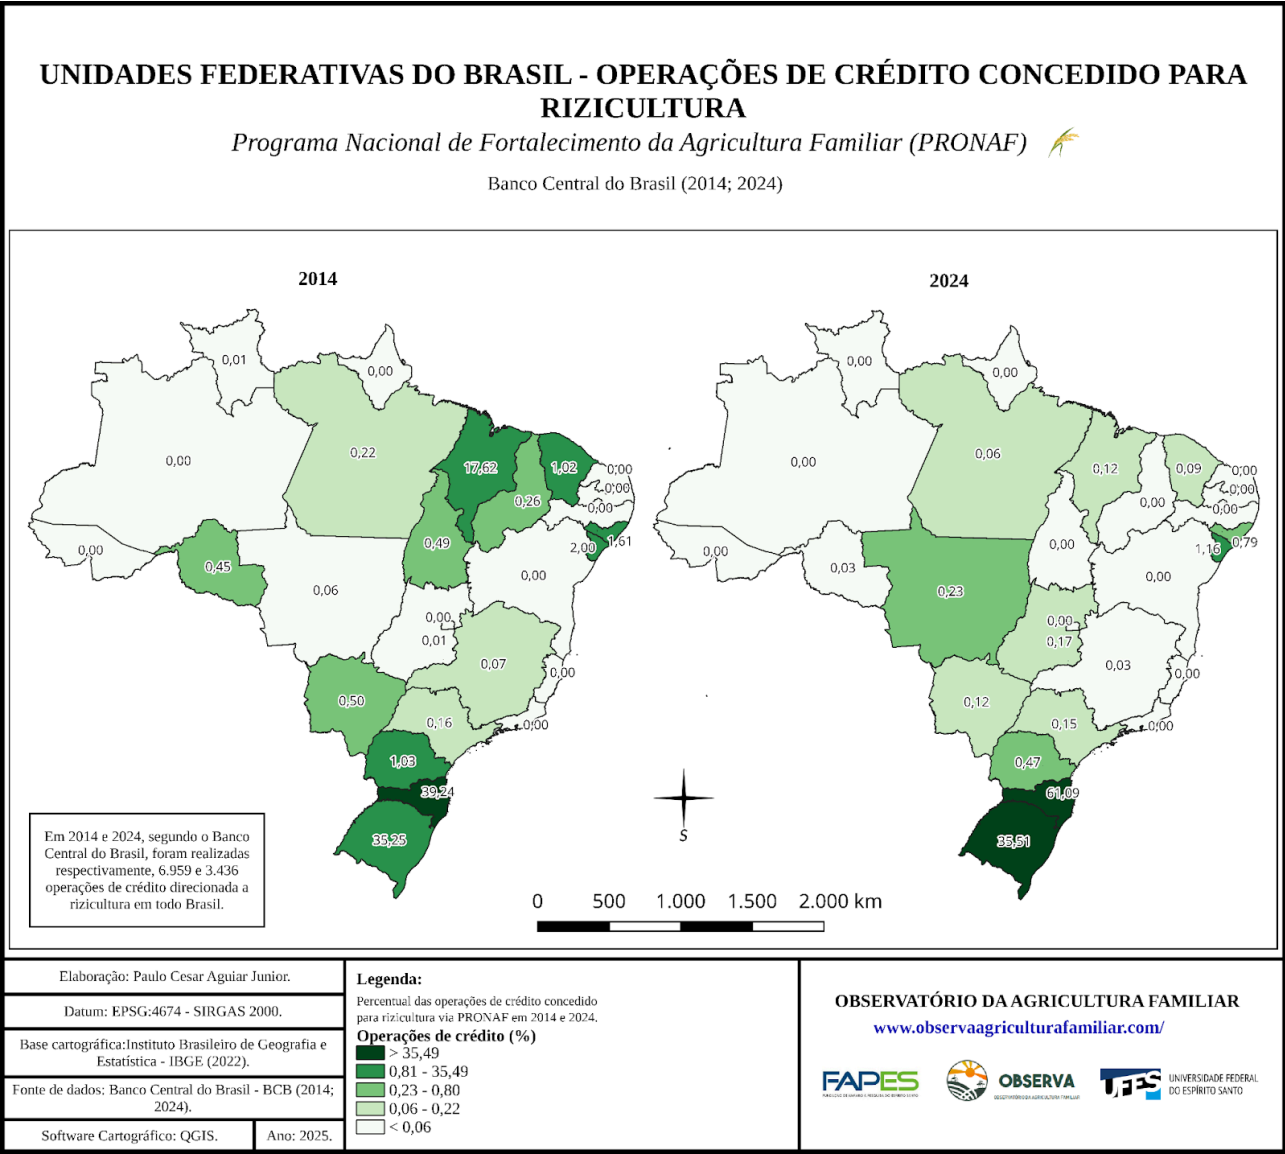 UNIDADES FEDERATIVAS DO BRASIL - OPERAÇÕES DE CRÉDITO CONCEDIDO PARA
RIZICULTURA
Programa Nacional de Fortalecimento da Agricultura Familiar (PRONAF)
Banco Central do Brasil (2014; 2024)
2014
0,01
0,00
0,00
0,22
17,62
1,02
0,00
0,00
0,00
0,26
0,00
0,45
0,49
2,00
1,61
0,06
0,00
0,00
0,01
0,07
0,00
0,50
0,16
0,00
1,03
39,24
35,25
2024
0,00
0,00
0,00
0,06
0,12
0,09
0,00
0,00
0,00
0,00
0,00
0,03
0,00
1,16
0,79
0,23
0,00
0,00
0,17
0,03
0,00
0,12
0,15
0,00
0,47
61,09
35,51
S
Em 2014 e 2024, segundo o Banco
Central do Brasil, foram realizadas
respectivamente, 6.959 e 3.436
operações de crédito direcionada a
rizicultura em todo Brasil.
0 500 1.000 1.500 2.000 km
Elaboração: Paulo Cesar Aguiar Junior.
Datum: EPSG:4674 - SIRGAS 2000.
Base cartográfica:Instituto Brasileiro de Geografia e
Estatística - IBGE (2022).
Fonte de dados: Banco Central do Brasil - BCB (2014;
2024).
Software Cartográfico: QGIS.
Ano: 2025.
Legenda:
Percentual das operações de crédito concedido
para rizicultura via PRONAF em 2014 e 2024.
Operações de crédito (%)
> 35,49
0,81 - 35,49
0,23 - 0,80
0,06 - 0,22
< 0,06
OBSERVATÓRIO DA AGRICULTURA FAMILIAR
www.observaagriculturafamiliar.com/
FAPES
OBSERVA
OBSERVATÓRIO DA AGRICULTURA FAMILIAR
UFES
UNIVERSIDADE FEDERAL
DO ESPÍRITO SANTO